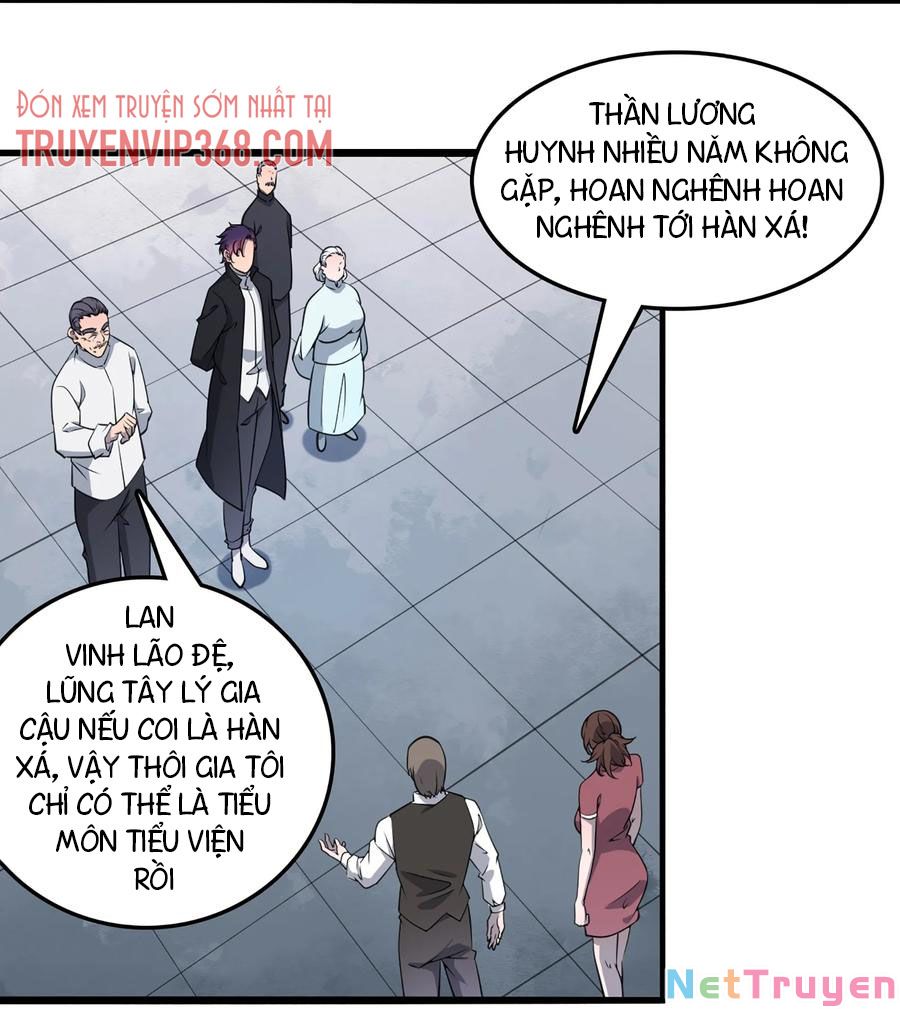 ĐÓN XEM TRUYỆN SỚM NHẤT TẠI
TRUYENVIP368.COM
THẦN LƯƠNG
HUYNH NHIỀU NĂM KHÔNG
GẶP, HOAN NGHÊNH HOAN
NGHÊNH TỚI HÀN XÁ!
LAN
VINH LÃO ĐỆ,
LŨNG TÂY LÝ GIA
CẬU NẾU COI LÀ HÀN
XÁ, VẬY THÔI GIA TÔI
CHỈ CÓ THỂ LÀ TIỂU
MÔN TIỂU VIỆN
RỒI
NETTRUYEN